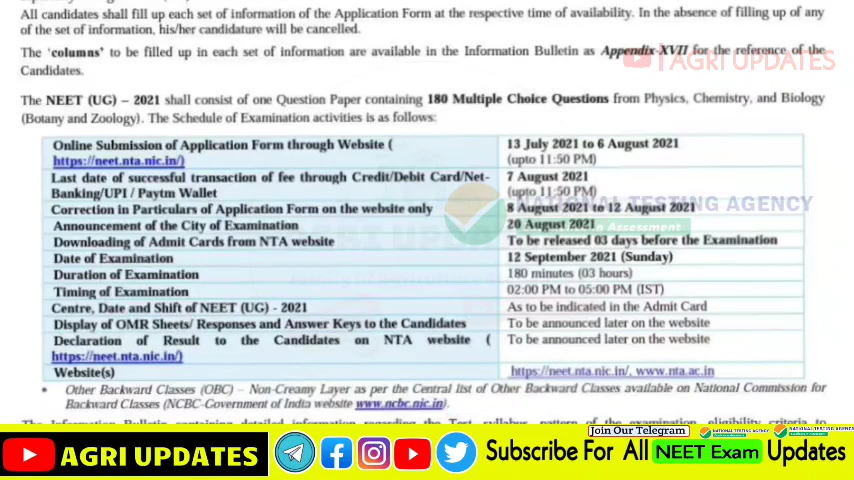 All candidates shall fill up each set of information of the Application Form at the respective time of availability. In the absence of filling up of any
of the set of information, his/her candidature will be cancelled.
The 'columns' to be filled up in each set of information are available in the Information Bulletin as Appendix-XVII for the reference of the
Candidates.
AGRI UPDATES
The NEET (UG) – 2021 shall consist of one Question Paper containing 180 Multiple Choice Questions from Physics, Chemistry, and Biology
(Botany and Zoology). The Schedule of Examination activities is as follows:
Online Submission of Application Form through Website ( 13 July 2021 to 6 August 2021
https://neet.nta.nic.in/) (upto 11:50 PM)
Last date of successful transaction of fee through Credit/Debit Card/Net- 7 August 2021
Banking/UPI / Paytm Wallet (upto 11:50 PM)
NATIONAL TESTING AGENCY
Correction in Particulars of Application Form on the website only 8 August 2021 to 12 August 2021
Announcement of the City of Examination 20 August 2021
in Assessment
Downloading of Admit Cards from NTA website To be released 03 days before the Examination
Date of Examination 12 September 2021 (Sunday)
Duration of Examination 180 minutes (03 hours)
Timing of Examination 02:00 PM to 05:00 PM (IST)
Centre, Date and Shift of NEET (UG) - 2021 As to be indicated in the Admit Card
Display of OMR Sheets/ Responses and Answer Keys to the Candidates To be announced later on the website
Declaration of Result to the Candidates on NTA website ( To be announced later on the website
https://neet.nta.nic.in/)
Website(s) https://neet.nta.nic.in/, www.nta.ac.in
* Other Backward Classes (OBC) – Non-Creamy Layer as per the Central list of Other Backward Classes available on National Commission for
Backward Classes (NCBC-Government of India website www.ncbc.nic.in).
Join Our Telegram NATIONAL TESTING AGENCY NATIONAL TESTING AGENCY
AGRI UPDATES Subscribe For All NEET Exam Updates